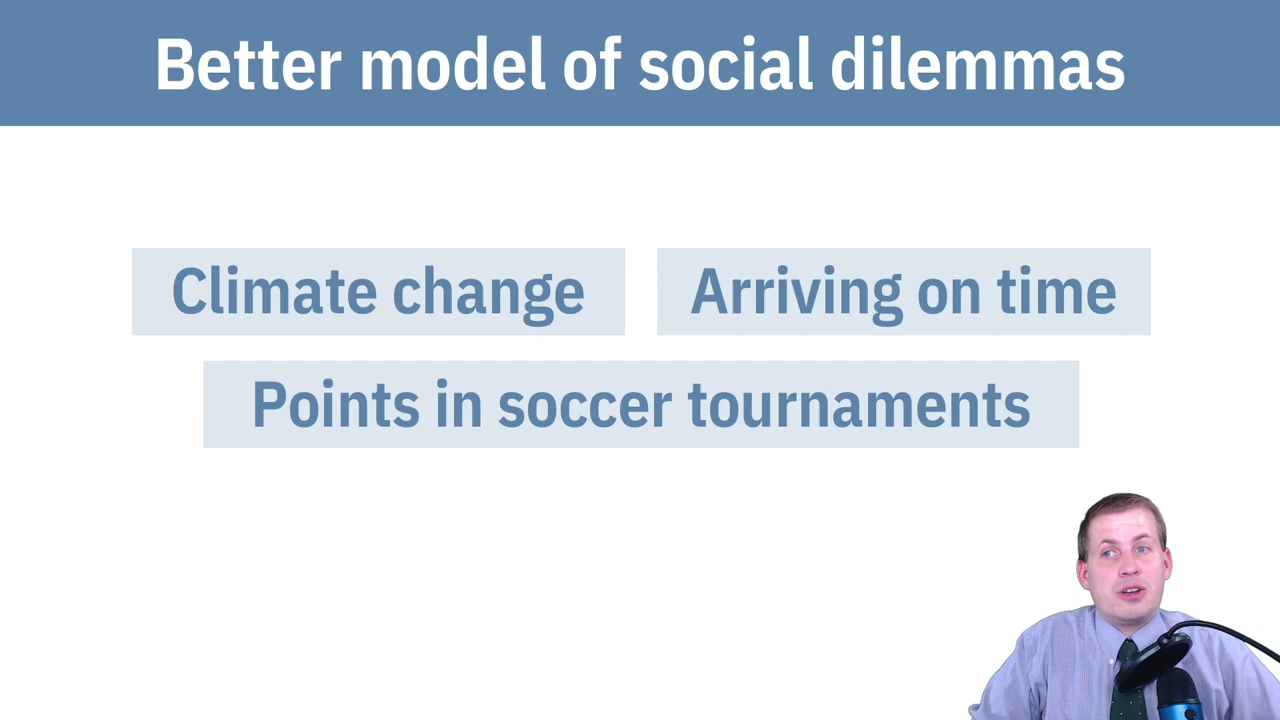 Better model of social dilemmas
Climate change
Arriving on time
Points in soccer tournaments